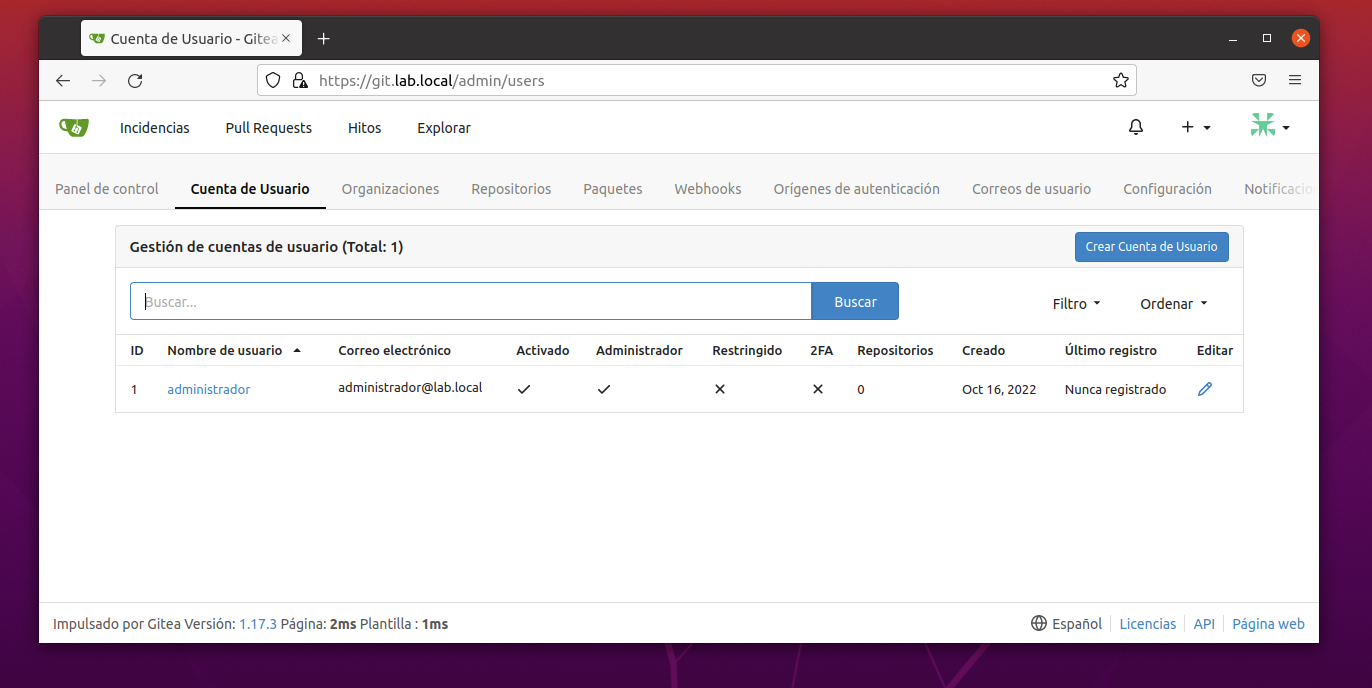 Cuenta de Usuario - Gitea
https://git.lab.local/admin/users
Incidencias Pull Requests Hitos Explorar
Panel de control Cuenta de Usuario Organizaciones Repositorios Paquetes Webhooks Orígenes de autenticación Correos de usuario Configuración Notificacio
Gestión de cuentas de usuario (Total: 1) Crear Cuenta de Usuario
Buscar... Buscar Filtro Ordenar
ID Nombre de usuario Correo electrónico Activado Administrador Restringido 2FA Repositorios Creado Último registro Editar
1 administrador administrador@lab.local 0 Oct 16, 2022 Nunca registrado
Impulsado por Gitea Versión: 1.17.3 Página: 2ms Plantilla : 1ms Español Licencias API Página web